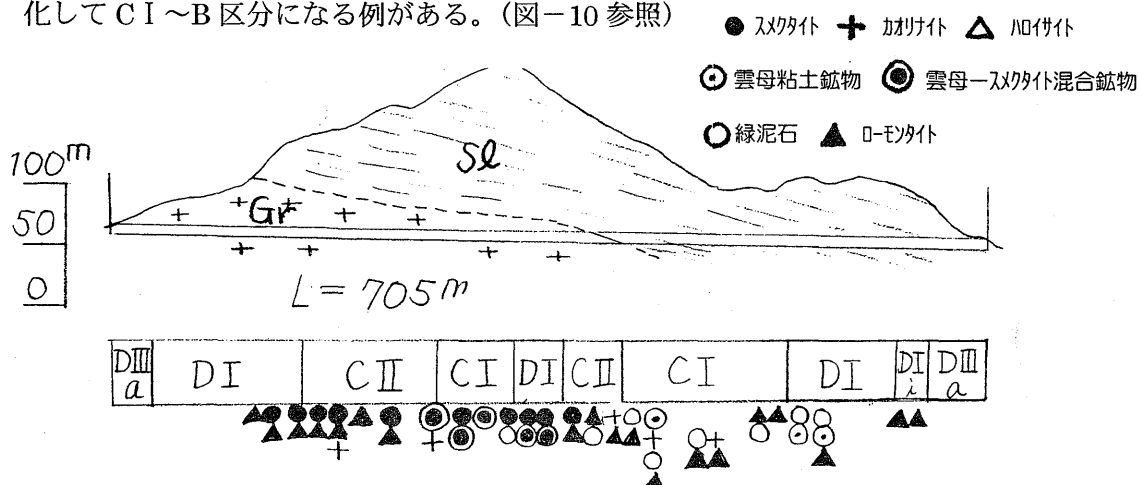 化してCⅠ～B区分になる例がある。(図－10参照)
スメクタイト カオリナイト ハロイサイト
雲母粘土鉱物 雲母ースメクタイト混合鉱物
緑泥石 ローモンタイト
100m
50
0
Sl
Gr
L= 705m
DⅢa DⅠ CⅡ CⅠ DⅠ CⅡ CⅠ DⅠ DⅠi DⅢa